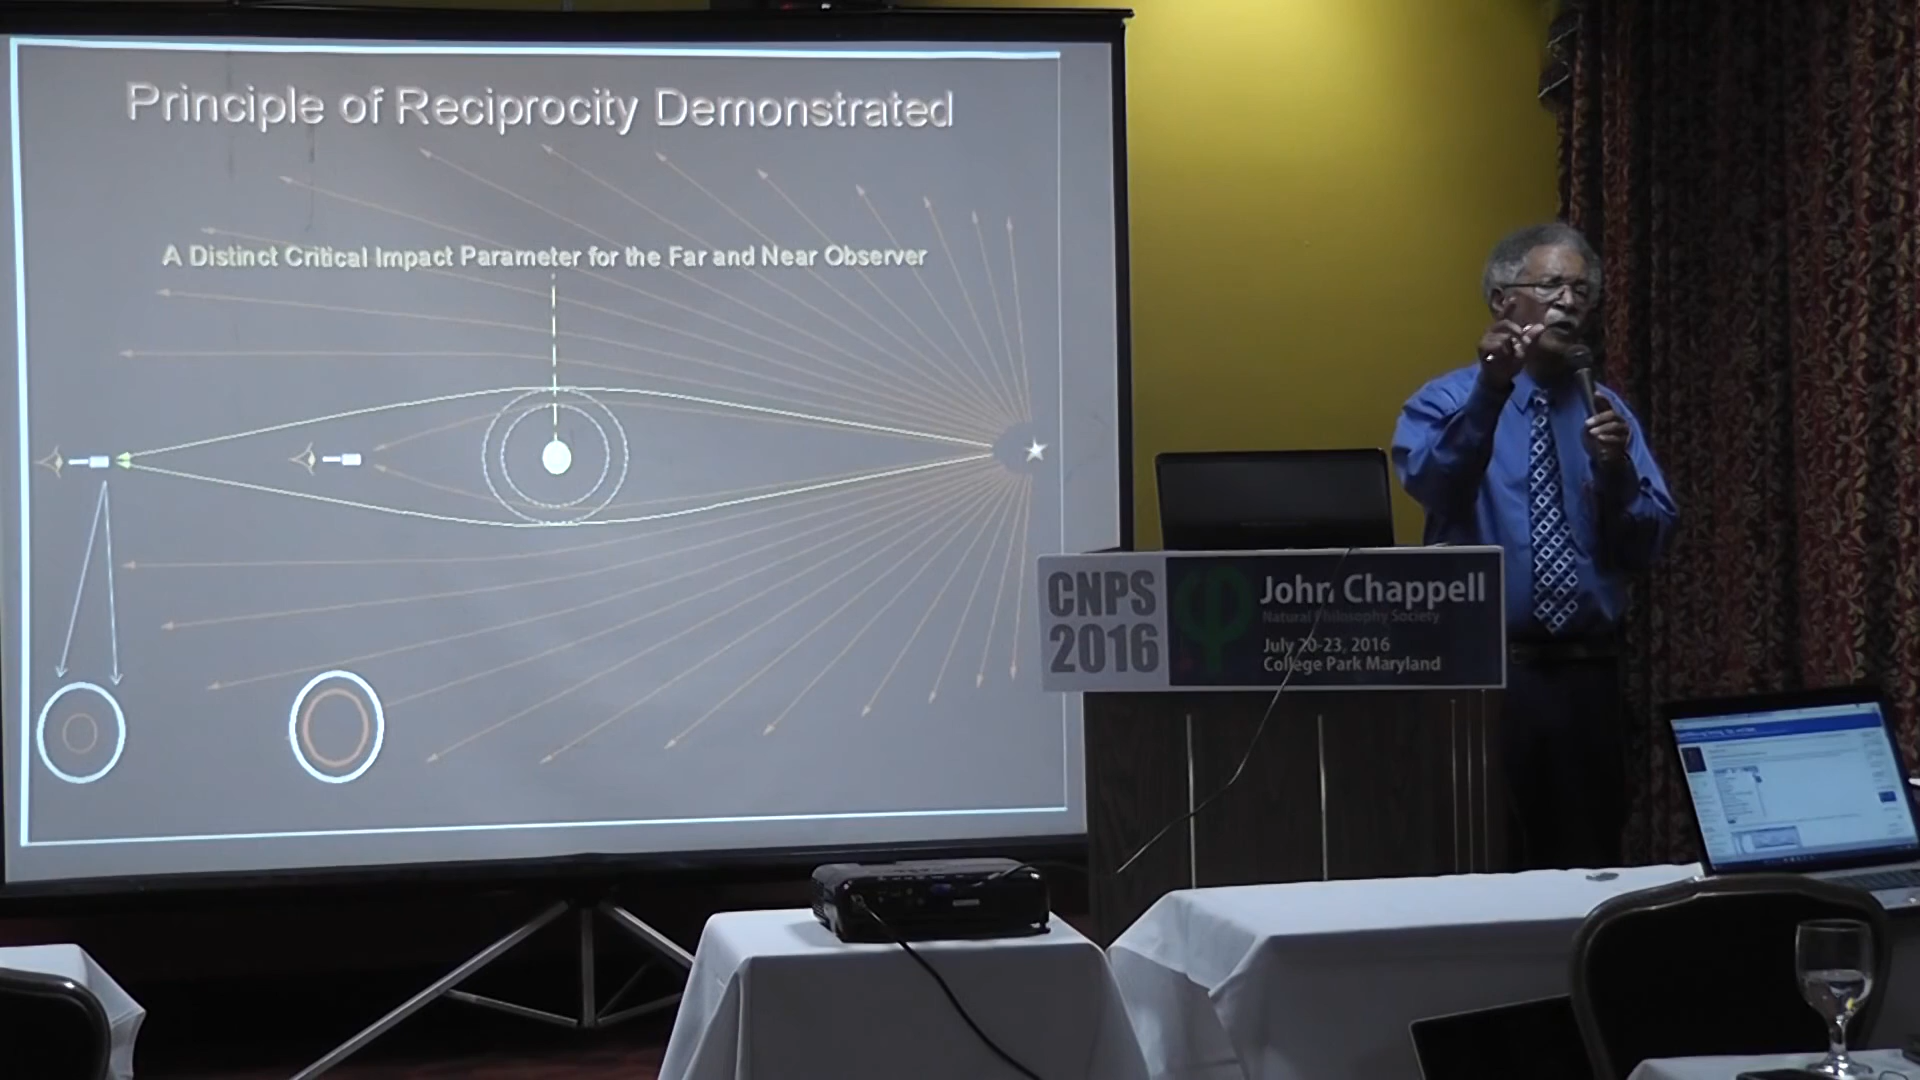 Principle of Reciprocity Demonstrated
A Distinct Critical Impact Parameter for the Far and Near Observer
CNPS
2016
John Chappell
Natural Philosophy Society
July 20-23, 2016
College Park Maryland